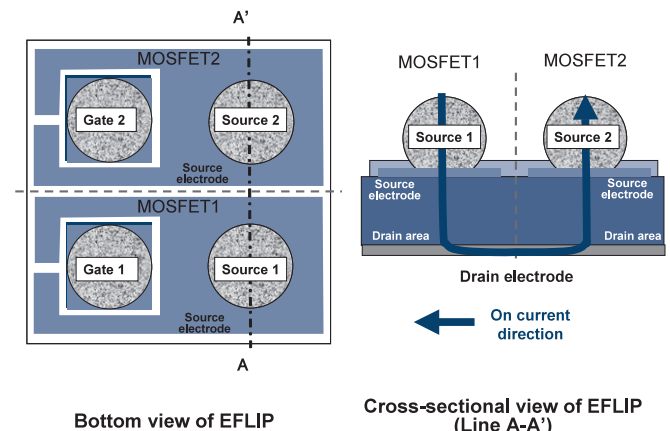 A'
MOSFET2
Gate 2
Source 2
Source
electrode
MOSFET1
Gate 1
Source 1
Source
electrode
A
Bottom view of EFLIP
MOSFET1
MOSFET2
Source 1
Source 2
Source
electrode
Source
electrode
Drain area
Drain area
Drain electrode
On current
direction
Cross-sectional view of EFLIP
(Line A-A')